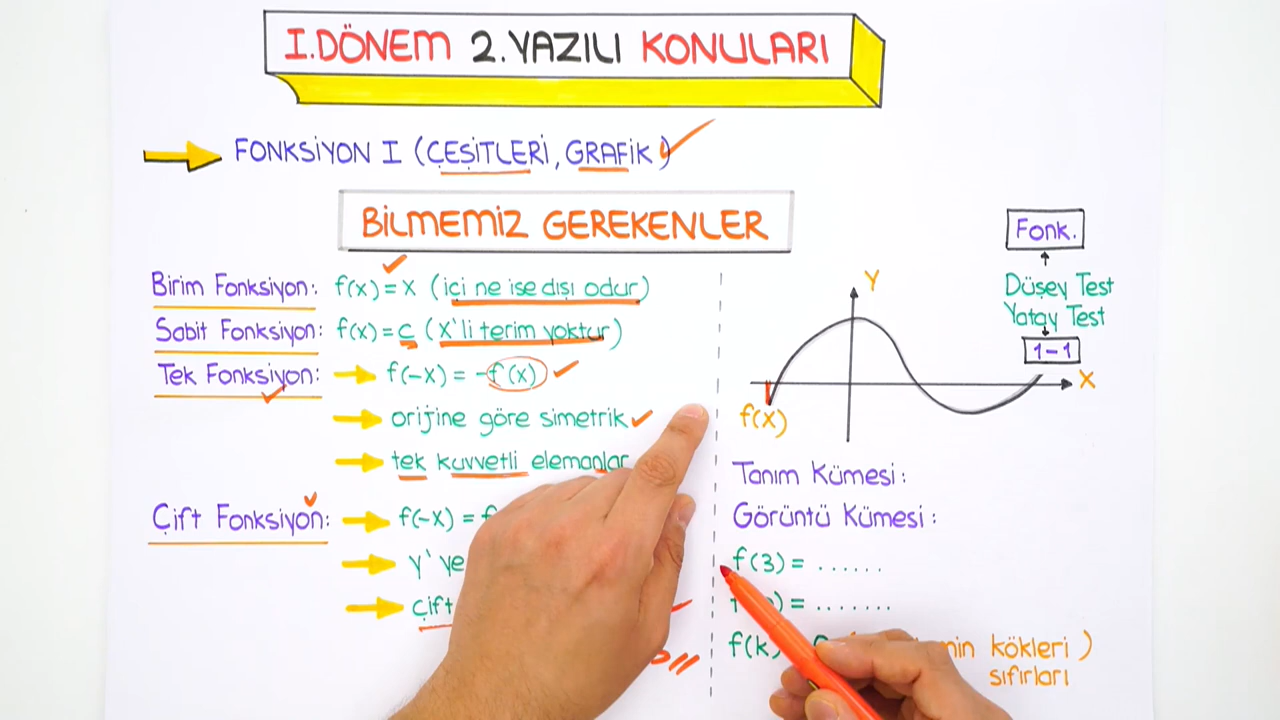 I.DÖNEM 2.YAZILI KONULARI
FONKSİYON I (ÇEŞİTLERİ, GRAFİK)
BİLMEMİZ GEREKENLER
Birim Fonksiyon: f(x)=x (içi ne ise dışı odur)
Sabit Fonksiyon: f(x)=c (x'li terim yoktur)
Tek Fonksiyon: f(-x) = -f(x)
orijine göre simetrik
tek kuvvetli elemanlar
Çift Fonksiyon: f(-x) =
y'ye
çift
Fonk.
Düşey Test
Yatay Test
1-1
Y
X
f(x)
Tanım Kümesi:
Görüntü Kümesi:
f(3) = ......
) = .......
f(k) kökleri )
sıfırları